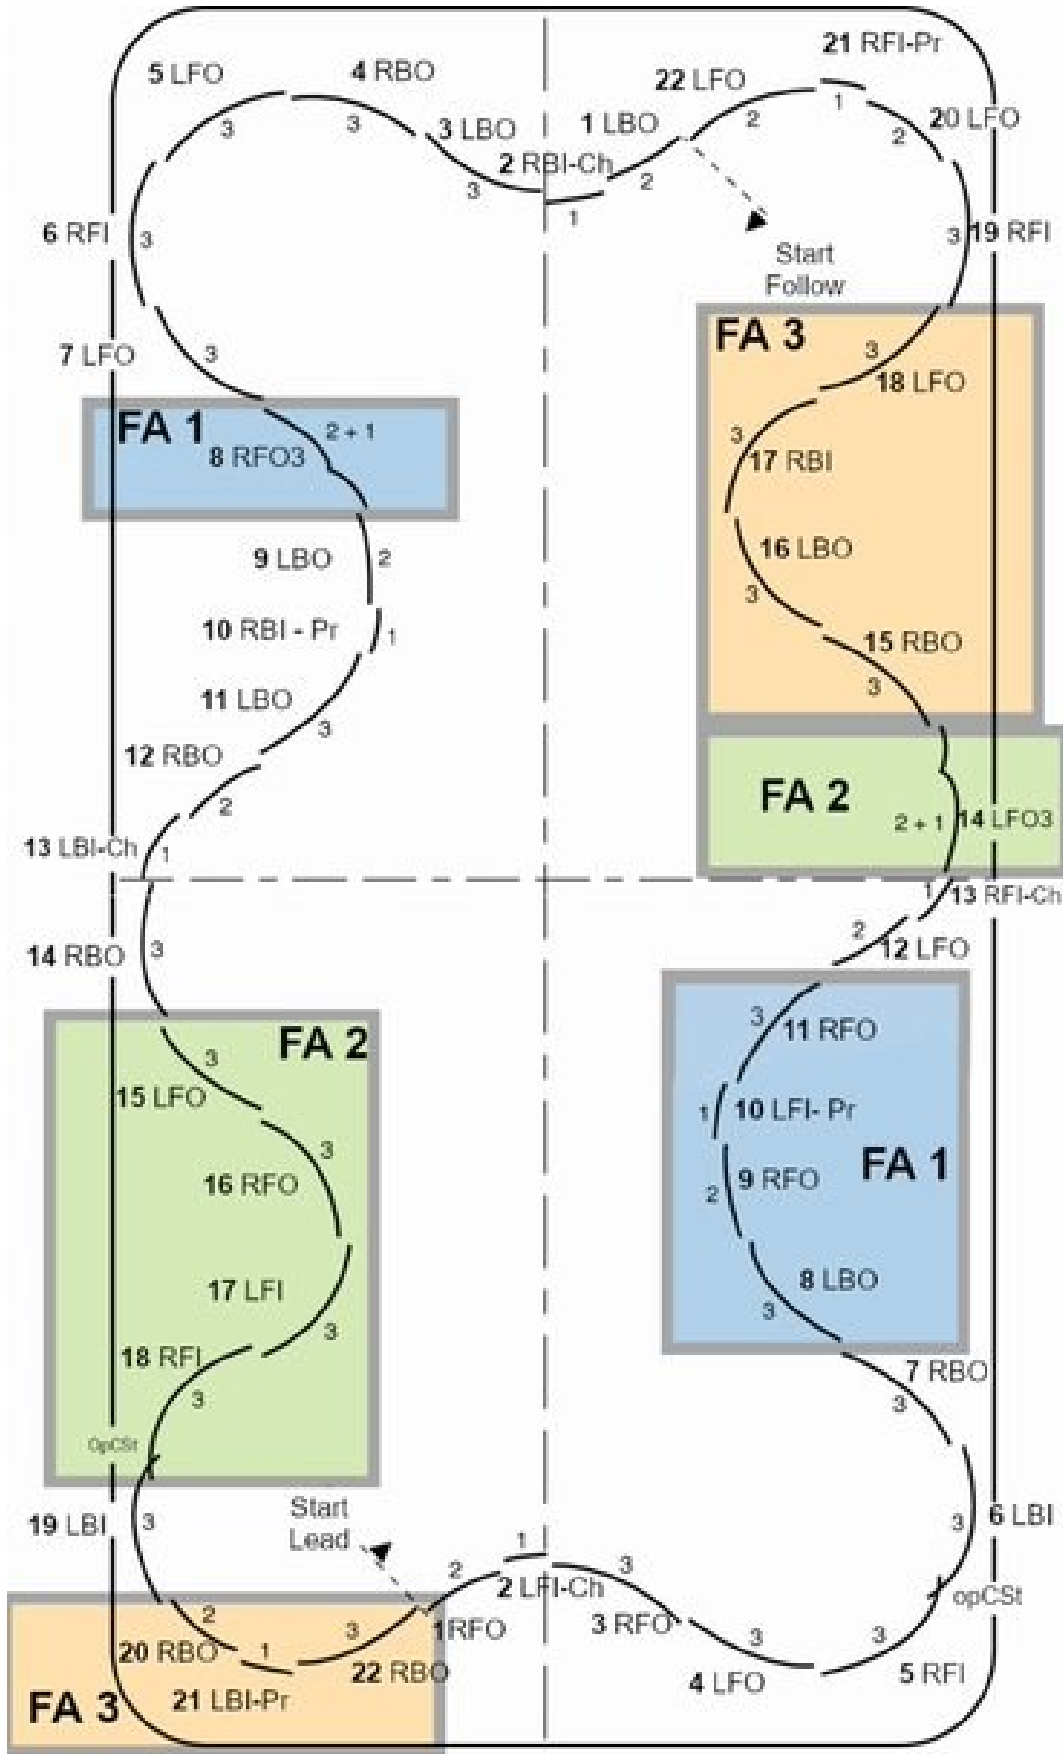 21 RFI-Pr
5 LFO
4 RBO
22 LFO
3
3
2
1
3 LBO
1 LBO
20 LFO
2
2 RBI-Ch
3
2
1
6 RFI
3
3
19 RFI
Start
Follow
7 LFO
3
FA 3
3
18 LFO
FA 1
2 + 1
8 RFO3
3
17 RBI
9 LBO
2
16 LBO
3
10 RBI - Pr
1
15 RBO
3
11 LBO
3
12 RBO
2
FA 2
2 + 1
14 LFO3
13 LBI-Ch
1
1
13 RFI-Ch
14 RBO
3
2
12 LFO
FA 2
3
11 RFO
3
15 LFO
1
10 LFI- Pr
3
16 RFO
FA 1
9 RFO
2
17 LFI
8 LBO
3
3
18 RFI
3
7 RBO
3
OpCSt
Start
Lead
19 LBI
3
3
6 LBI
1
2
3
2 LFI-Ch
opCSt
2
20 RBO
1
3
1RFO
3 RFO
3
3
22 RBO
4 LFO
5 RFI
FA 3
21 LBI-Pr